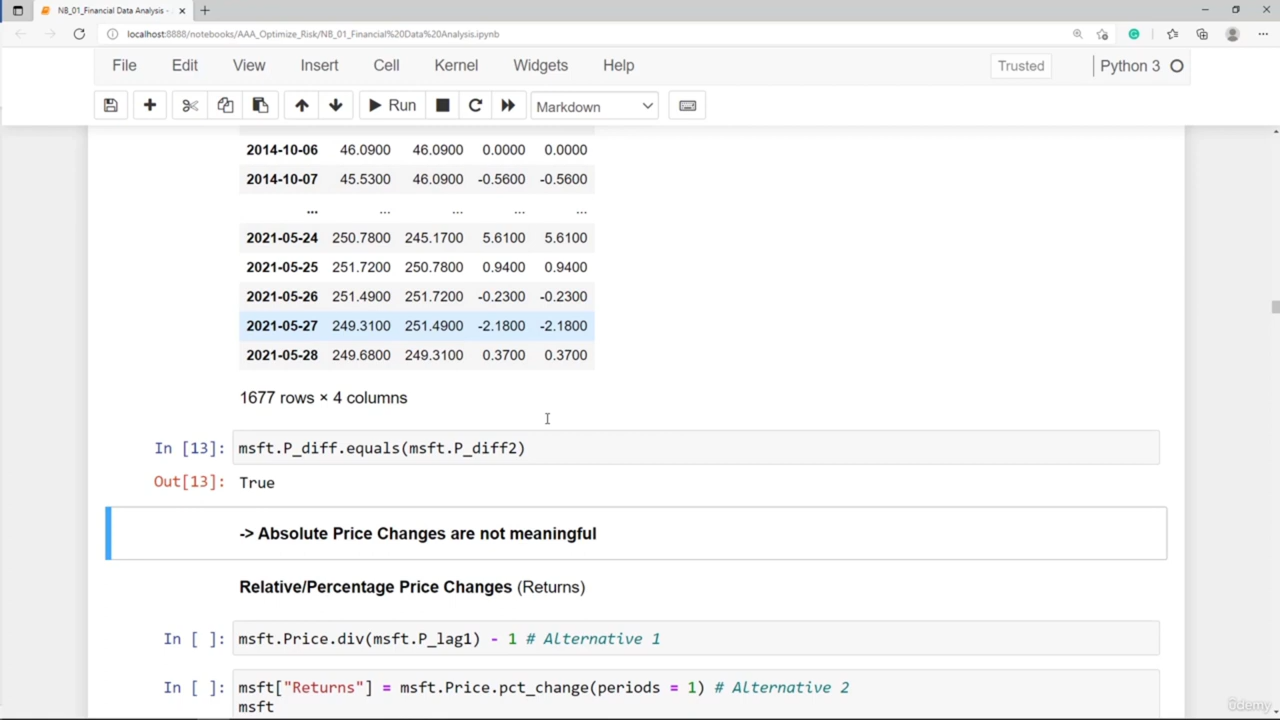 NB_01_Financial Data Analysis -
localhost:8888/notebooks/AAA_Optimize_Risk/NB_01_Financial%20Data%20Analysis.ipynb
File Edit View Insert Cell Kernel Widgets Help Trusted Python 3
Run Markdown
2014-10-06 46.0900 46.0900 0.0000 0.0000
2014-10-07 45.5300 46.0900 -0.5600 -0.5600
... ... ... ... ...
2021-05-24 250.7800 245.1700 5.6100 5.6100
2021-05-25 251.7200 250.7800 0.9400 0.9400
2021-05-26 251.4900 251.7200 -0.2300 -0.2300
2021-05-27 249.3100 251.4900 -2.1800 -2.1800
2021-05-28 249.6800 249.3100 0.3700 0.3700
1677 rows × 4 columns
In [13]: msft.P_diff.equals(msft.P_diff2)
Out[13]: True
-> Absolute Price Changes are not meaningful
Relative/Percentage Price Changes (Returns)
In [ ]: msft.Price.div(msft.P_lag1) - 1 # Alternative 1
In [ ]: msft["Returns"] = msft.Price.pct_change(periods = 1) # Alternative 2
msft
ûdemy